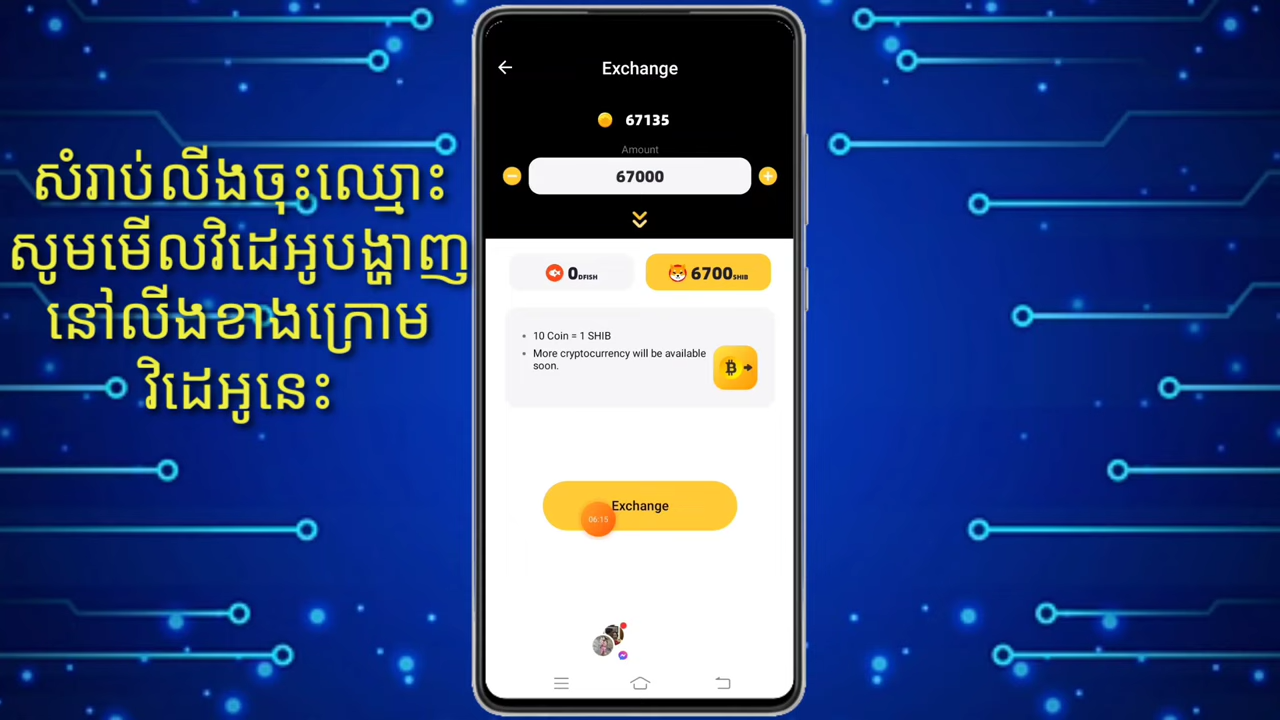 សំរាប់លីងចុះឈ្មោះ
សូមមើលវិដេអូបង្ហាញ
នៅលីងខាងក្រោម
វិដេអូនេះ
Exchange
67135
Amount
67000
0DFISH
6700SHIB
10 Coin = 1 SHIB
More cryptocurrency will be available
soon.
Exchange
06:15